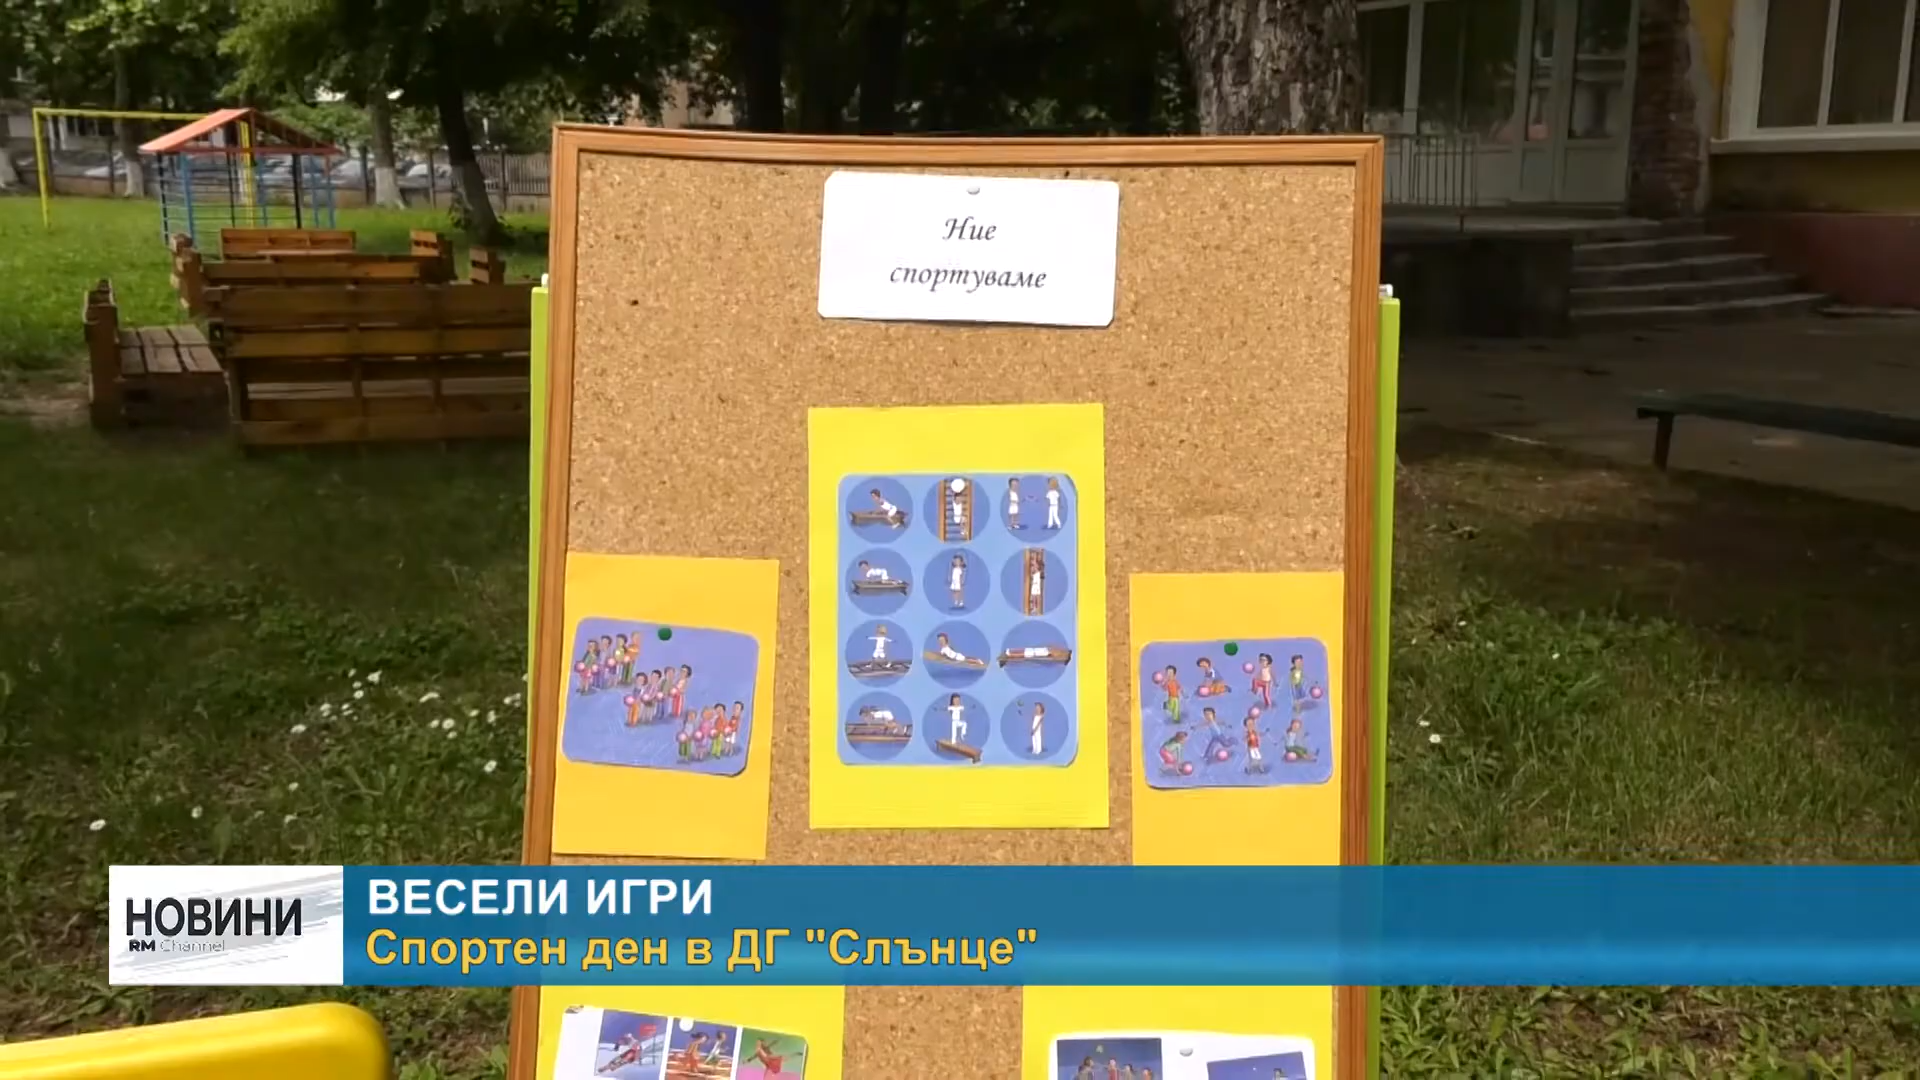 Ние
спортуваме
НОВИНИ
RM Channel
ВЕСЕЛИ ИГРИ
Спортен ден в ДГ "Слънце"